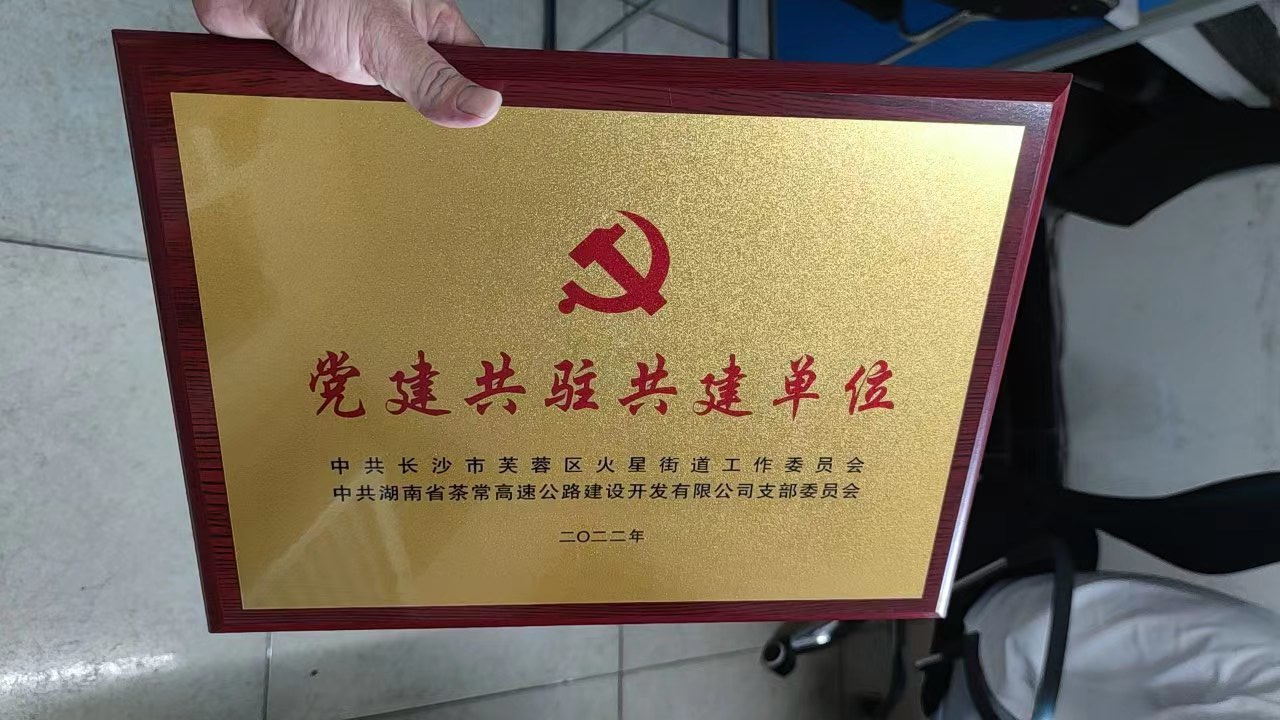 党建共驻共建单位
中共长沙市芙蓉区火星街道工作委员会
中共湖南省茶常高速公路建设开发有限公司支部委员会
二〇二二年